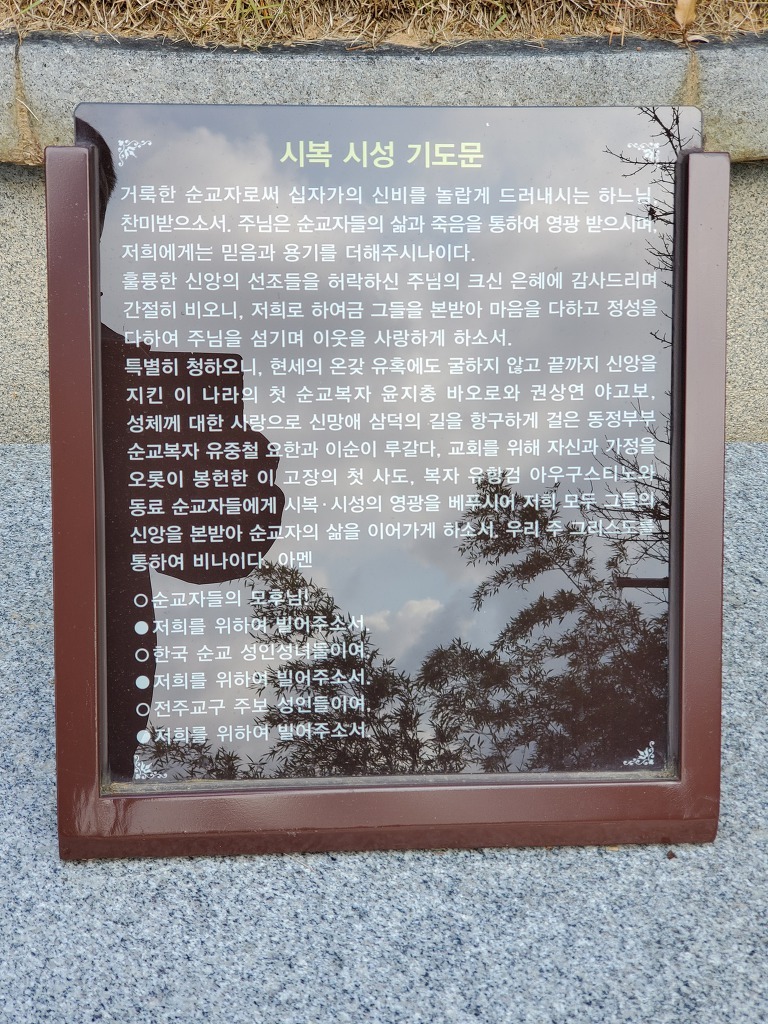 시복 시성 기도문
거룩한 순교자로써 십자가의 신비를 놀랍게 드러내시는 하느님,
찬미받으소서. 주님은 순교자들의 삶과 죽음을 통하여 영광 받으시며,
저희에게는 믿음과 용기를 더해주시나이다.
훌륭한 신앙의 선조들을 허락하신 주님의 크신 은혜에 감사드리며
간절히 비오니, 저희로 하여금 그들을 본받아 마음을 다하고 정성을
다하여 주님을 섬기며 이웃을 사랑하게 하소서.
특별히 청하오니, 현세의 온갖 유혹에도 굴하지 않고 끝까지 신앙을
지킨 이 나라의 첫 순교복자 윤지충 바오로와 권상연 야고보,
성체께 대한 사랑으로 신망애 삼덕의 길을 항구하게 걸은 동정부부
순교복자 유중철 요한과 이순이 루갈다, 교회를 위해 자신과 가정을
오롯이 봉헌한 이 고장의 첫 사도, 복자 유항검 아우구스티노와
동료 순교자들에게 시복·시성의 영광을 베푸시어 저희 모두 그들의
신앙을 본받아 순교자의 삶을 이어가게 하소서. 우리 주 그리스도를
통하여 비나이다. 아멘
○순교자들의 모후님!
●저희를 위하여 빌어주소서.
○한국 순교 성인성녀들이여,
●저희를 위하여 빌어주소서.
○전주교구 주보 성인들이여,
●저희를 위하여 빌어주소서.